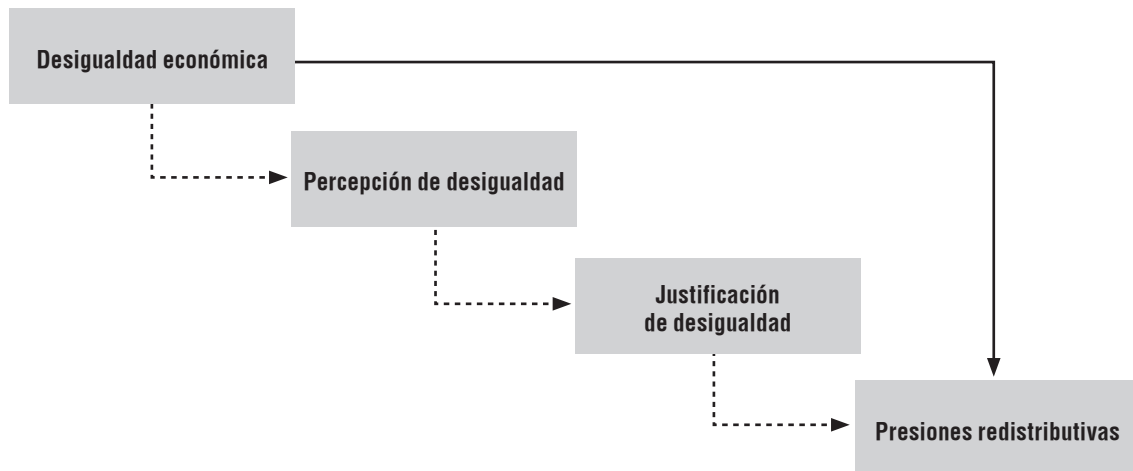 Desigualdad económica
Percepción de desigualdad
Justificación
de desigualdad
Presiones redistributivas